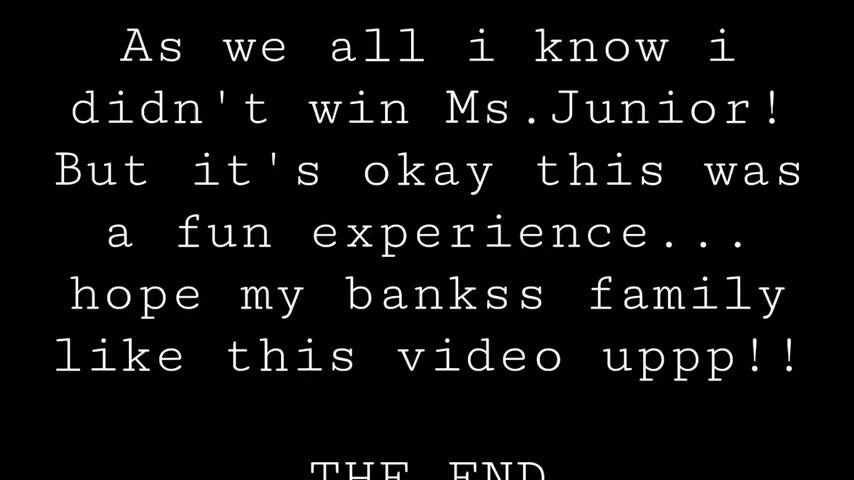 As we all i know i
didn't win Ms.Junior!
But it's okay this was
a fun experience...
hope my bankss family
like this video uppp!!
THE END